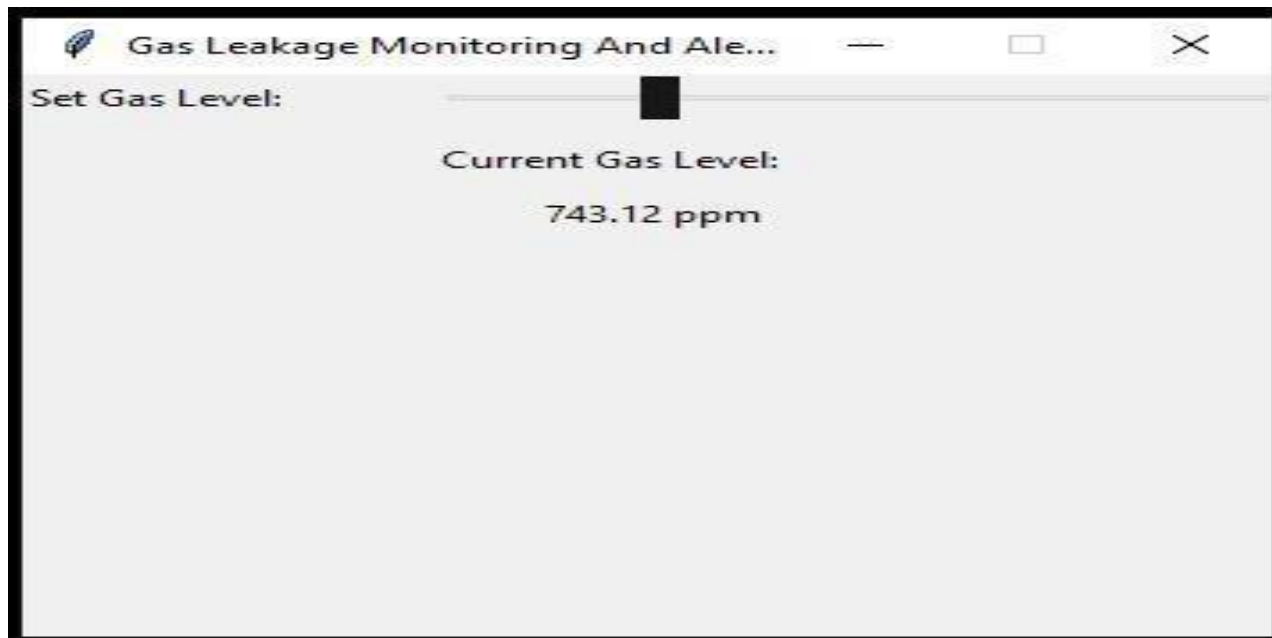 Gas Leakage Monitoring And Ale...
Set Gas Level:
Current Gas Level:
743.12 ppm